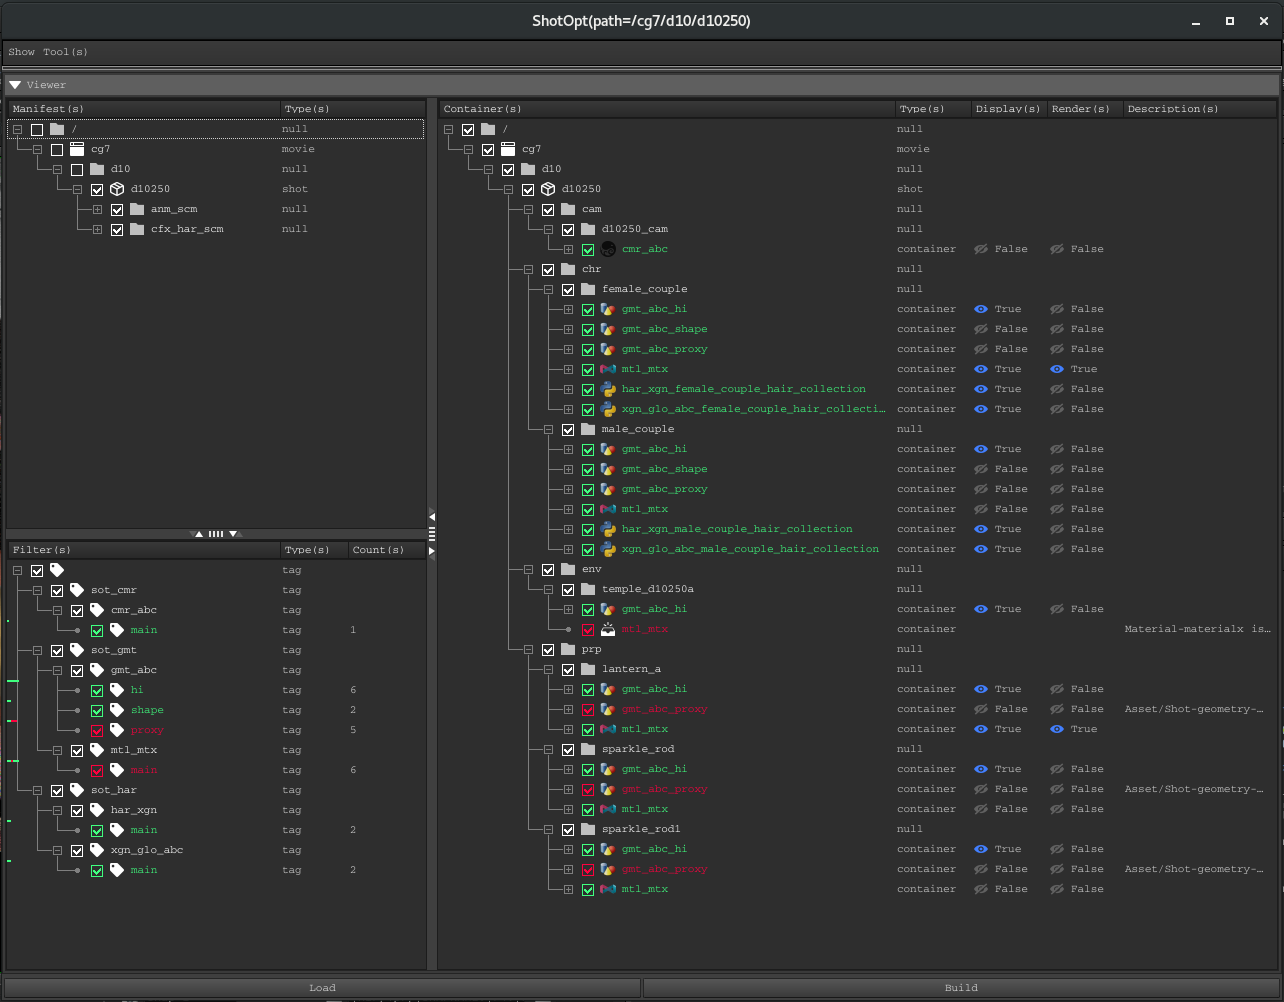 ShotOpt(path=/cg7/d10/d10250)
Show Tool(s)
Viewer
Manifest(s) Type(s)
/ null
cg7 movie
d10 null
d10250 shot
anm_scm null
cfx_har_scm null
Filter(s) Type(s) Count(s)
tag
sot_cmr tag
cmr_abc tag
main tag 1
sot_gmt tag
gmt_abc tag
hi tag 6
shape tag 2
proxy tag 5
mtl_mtx tag
main tag 6
sot_har tag
har_xgn tag
main tag 2
xgn_glo_abc tag
main tag 2
Container(s) Type(s) Display(s) Render(s) Description(s)
/ null
cg7 movie
d10 null
d10250 shot
cam null
d10250_cam null
cmr_abc container False False
chr null
female_couple null
gmt_abc_hi container True False
gmt_abc_shape container False False
gmt_abc_proxy container False False
mtl_mtx container True True
har_xgn_female_couple_hair_collection container True False
xgn_glo_abc_female_couple_hair_collecti… container True False
male_couple null
gmt_abc_hi container True False
gmt_abc_shape container False False
gmt_abc_proxy container False False
mtl_mtx container False False
har_xgn_male_couple_hair_collection container True False
xgn_glo_abc_male_couple_hair_collection container True False
env null
temple_d10250a null
gmt_abc_hi container True False
mtl_mtx container Material-materialx is…
prp null
lantern_a null
gmt_abc_hi container True False
gmt_abc_proxy container False False Asset/Shot-geometry-…
mtl_mtx container True True
sparkle_rod null
gmt_abc_hi container True False
gmt_abc_proxy container False False Asset/Shot-geometry-…
mtl_mtx container False False
sparkle_rod1 null
gmt_abc_hi container True False
gmt_abc_proxy container False False Asset/Shot-geometry-…
mtl_mtx container False False
Load Build